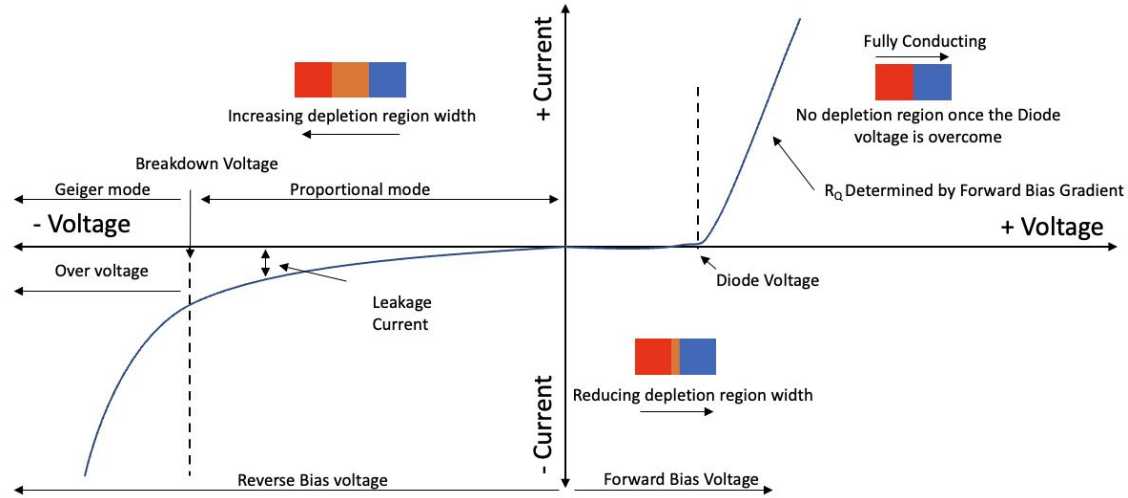 + Current
Fully Conducting
Increasing depletion region width
No depletion region once the Diode
voltage is overcome
Breakdown Voltage
Geiger mode
Proportional mode
RQ Determined by Forward Bias Gradient
- Voltage
+ Voltage
Over voltage
Diode Voltage
Leakage
Current
Reducing depletion region width
- Current
Reverse Bias voltage
Forward Bias Voltage